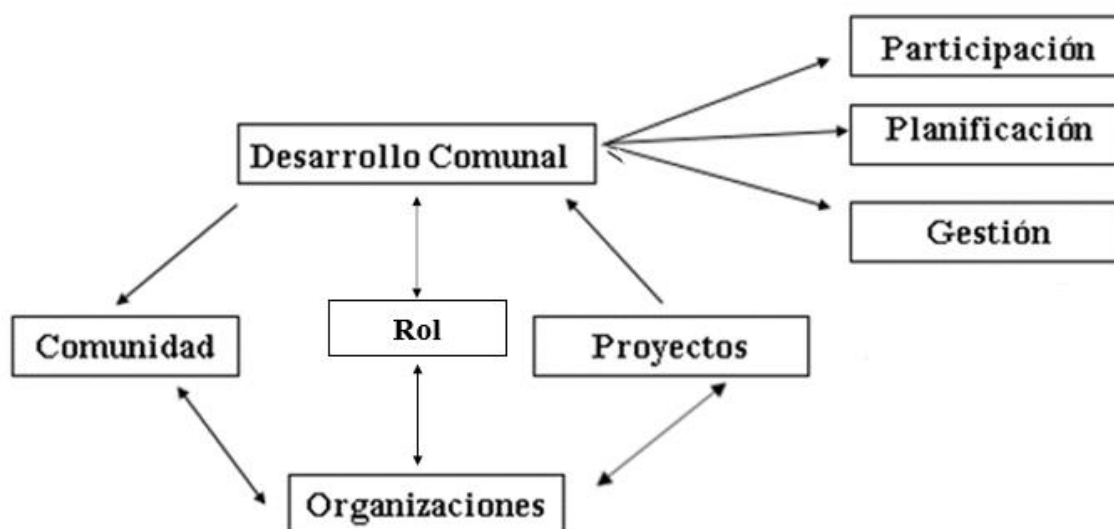 Participación
Planificación
Desarrollo Comunal
Gestión
Rol
Comunidad
Proyectos
Organizaciones